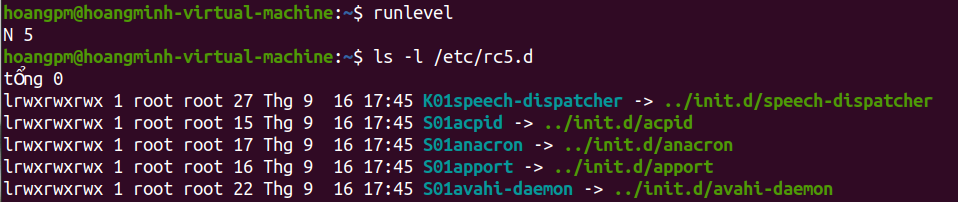 hoangpm@hoangminh-virtual-machine:~$ runlevel
N 5
hoangpm@hoangminh-virtual-machine:~$ ls -l /etc/rc5.d
tổng 0
lrwxrwxrwx 1 root root 27 Thg 9  16 17:45 K01speech-dispatcher -> ../init.d/speech-dispatcher
lrwxrwxrwx 1 root root 15 Thg 9  16 17:45 S01acpid -> ../init.d/acpid
lrwxrwxrwx 1 root root 17 Thg 9  16 17:45 S01anacron -> ../init.d/anacron
lrwxrwxrwx 1 root root 16 Thg 9  16 17:45 S01apport -> ../init.d/apport
lrwxrwxrwx 1 root root 22 Thg 9  16 17:45 S01avahi-daemon -> ../init.d/avahi-daemon